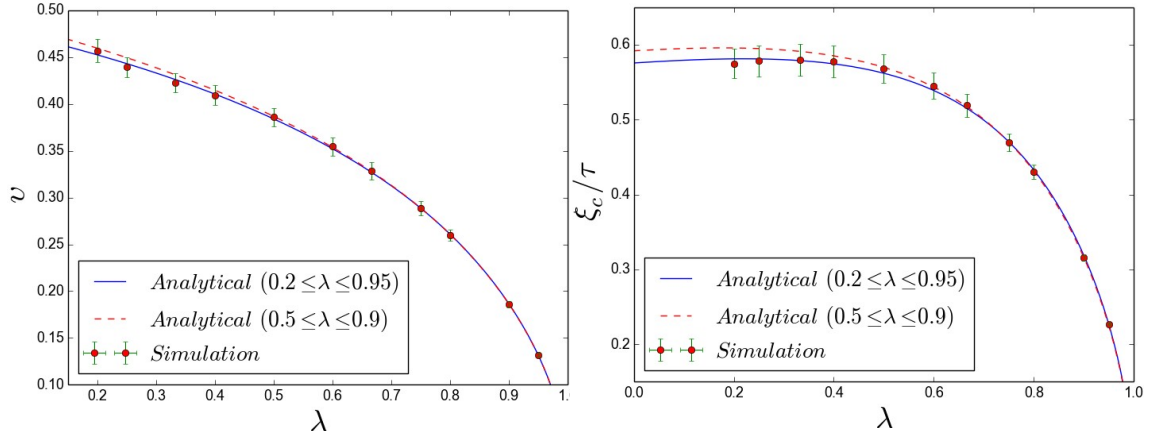 0.50
0.45
0.40
0.35
0.30
0.25
0.20
0.15
0.10
υ
Analytical (0.2 ≤λ ≤0.95)
Analytical (0.5 ≤λ ≤0.9)
Simulation
0.2 0.3 0.4 0.5 0.6 0.7 0.8 0.9 1.
λ
0.6
0.5
0.4
0.3
0.2
ξc/τ
Analytical (0.2 ≤λ ≤0.95)
Analytical (0.5 ≤λ ≤0.9)
Simulation
0.0 0.2 0.4 0.6 0.8 1.0
λ